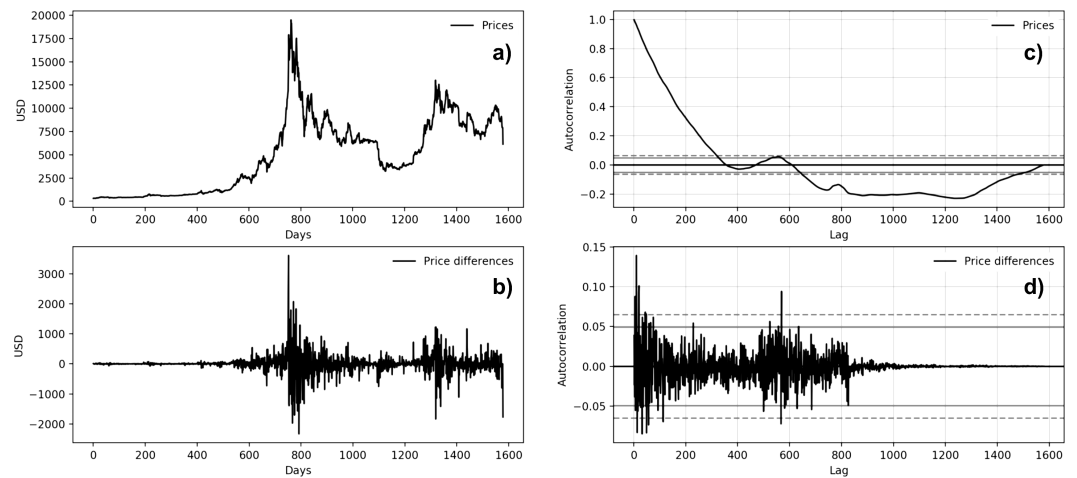 20000
17500
15000
12500
10000
7500
5000
2500
0
USD
Prices
a)
0 200 400 600 800 1000 1200 1400 1600
Days
1.0
0.8
0.6
0.4
0.2
0.0
−0.2
Autocorrelation
Prices
c)
0 200 400 600 800 1000 1200 1400 1600
Lag
3000
2000
1000
0
−1000
−2000
USD
Price differences
b)
0 200 400 600 800 1000 1200 1400 1600
Days
0.15
0.10
0.05
0.00
−0.05
Autocorrelation
Price differences
d)
0 200 400 600 800 1000 1200 1400 1600
Lag